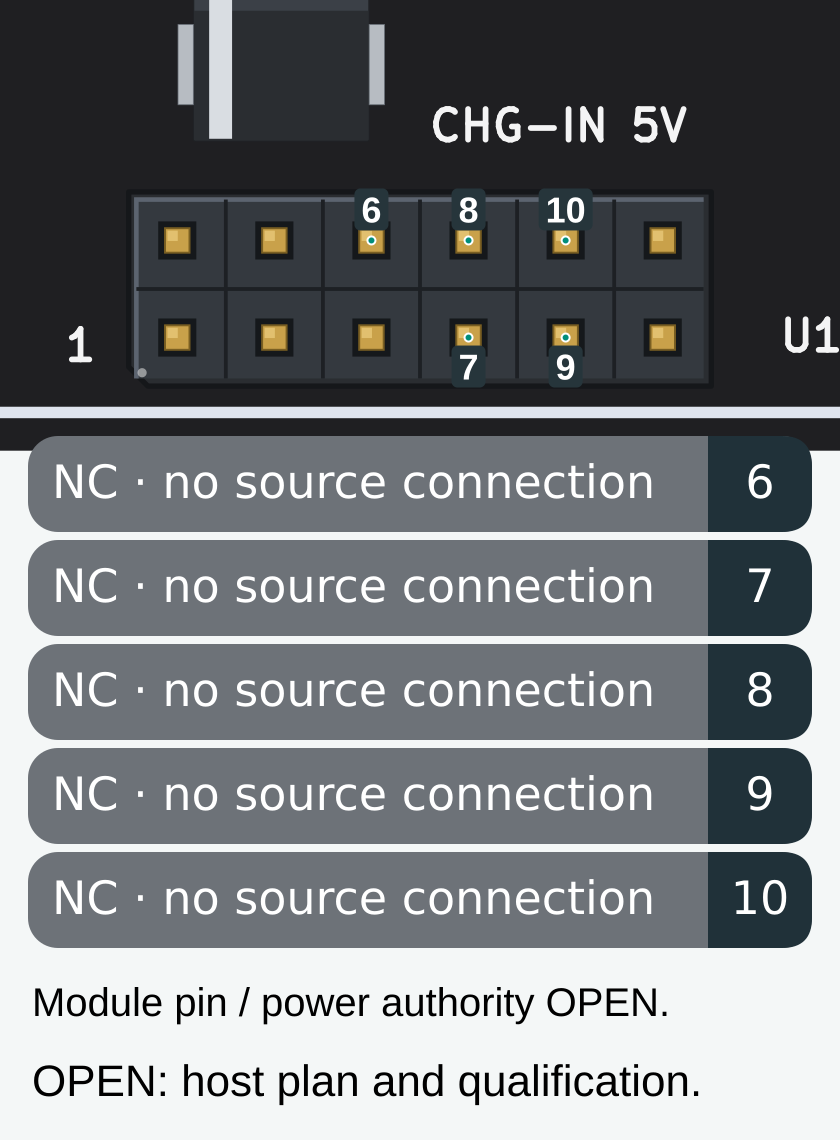 CHG-IN 5V
6 8 10
1
U1
7 9
NC · no source connection 6
NC · no source connection 7
NC · no source connection 8
NC · no source connection 9
NC · no source connection 10
Module pin / power authority OPEN.
OPEN: host plan and qualification.